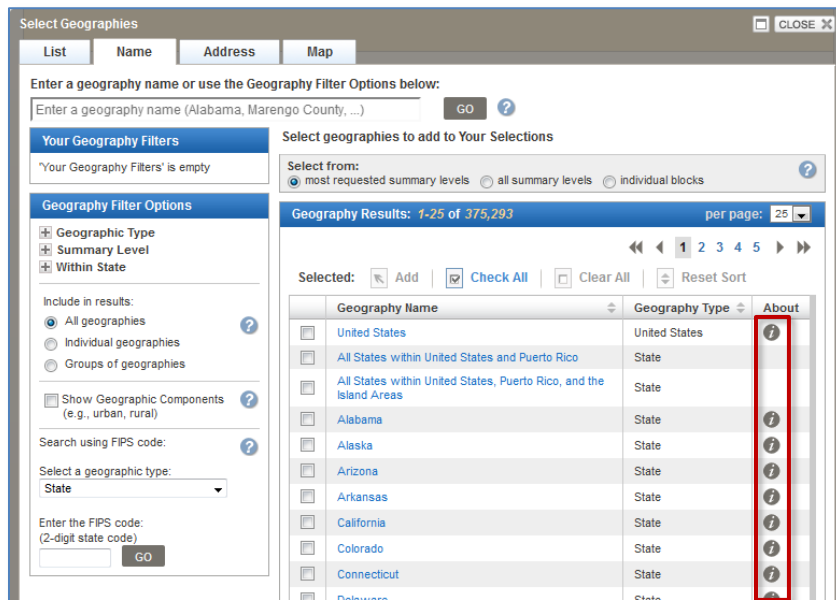 Select Geographies
CLOSE X
List Name Address Map
Enter a geography name or use the Geography Filter Options below:
Enter a geography name (Alabama, Marengo County, ...) GO ?
Your Geography Filters
'Your Geography Filters' is empty
Geography Filter Options
Geographic Type
Summary Level
Within State
Include in results:
All geographies ?
Individual geographies
Groups of geographies
Show Geographic Components ?
(e.g., urban, rural)
Search using FIPS code: ?
Select a geographic type:
State
Enter the FIPS code:
(2-digit state code)
GO
Select geographies to add to Your Selections
Select from: ?
most requested summary levels all summary levels individual blocks
Geography Results: 1-25 of 375,293 per page: 25
1 2 3 4 5
Selected: Add Check All Clear All Reset Sort
Geography Name Geography Type About
United States United States i
All States within United States and Puerto Rico State
All States within United States, Puerto Rico, and the
Island Areas State
Alabama State i
Alaska State i
Arizona State i
Arkansas State i
California State i
Colorado State i
Connecticut State i
Delaware State